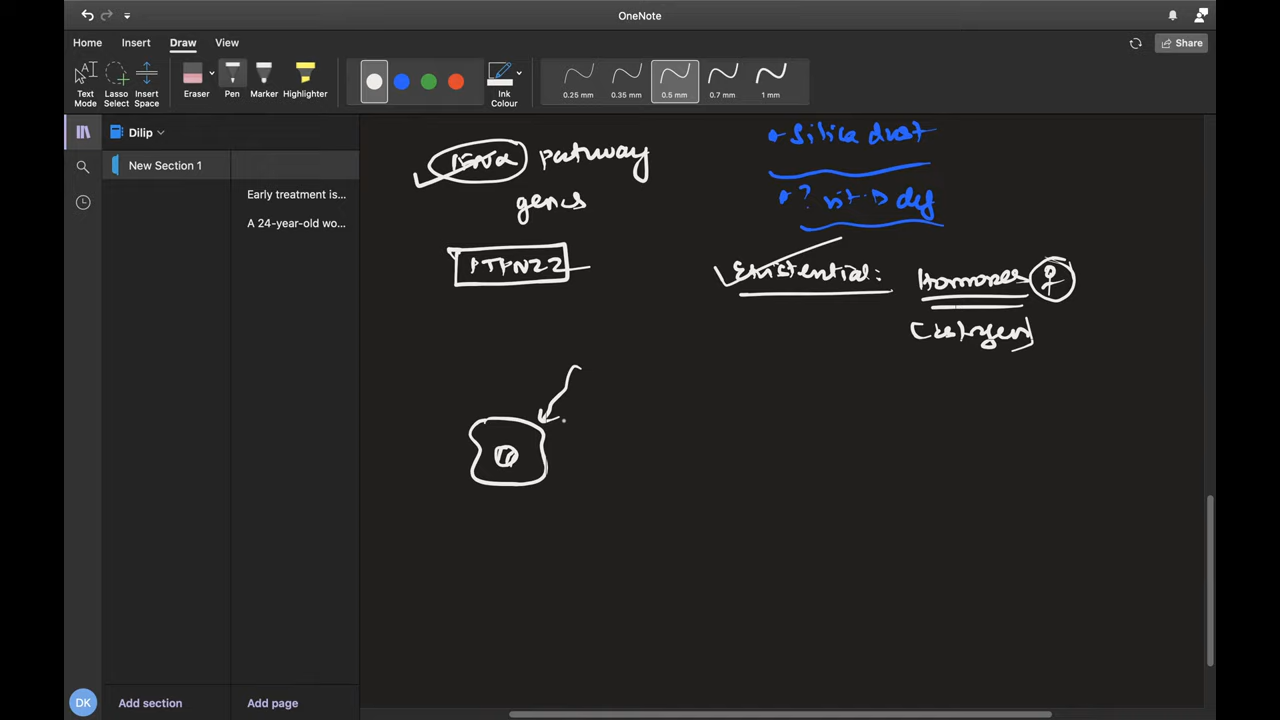 OneNote
Home Insert Draw View
Share
Text Mode
Lasso Select
Insert Space
Eraser
Pen
Marker
Highlighter
Ink Colour
0.25 mm
0.35 mm
0.5 mm
0.7 mm
1 mm
Dilip
New Section 1
Early treatment is...
A 24-year-old wo...
pathway
genes
PTPN22
• Silica dust
• ? vit-D def
Existential: Hormones ♀
(Estrogen)
DK
Add section
Add page